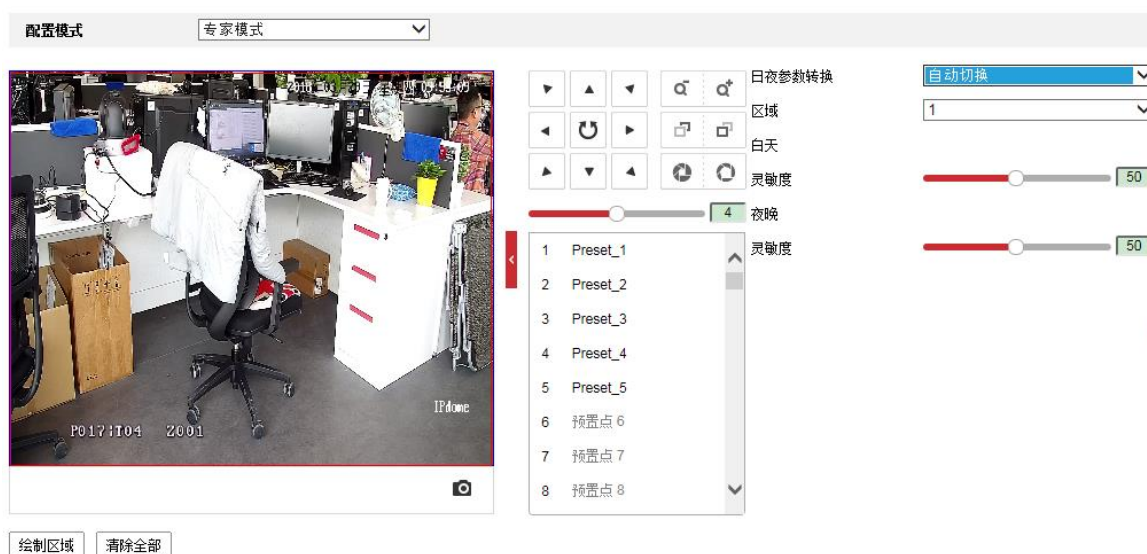 配置模式
专家模式
日夜参数转换
自动切换
区域
1
白天
灵敏度
50
4
夜晚
灵敏度
50
1 Preset_1
2 Preset_2
3 Preset_3
4 Preset_4
5 Preset_5
6 预置点 6
7 预置点 7
8 预置点 8
IPdome
P017:T04 Z001
绘制区域
清除全部